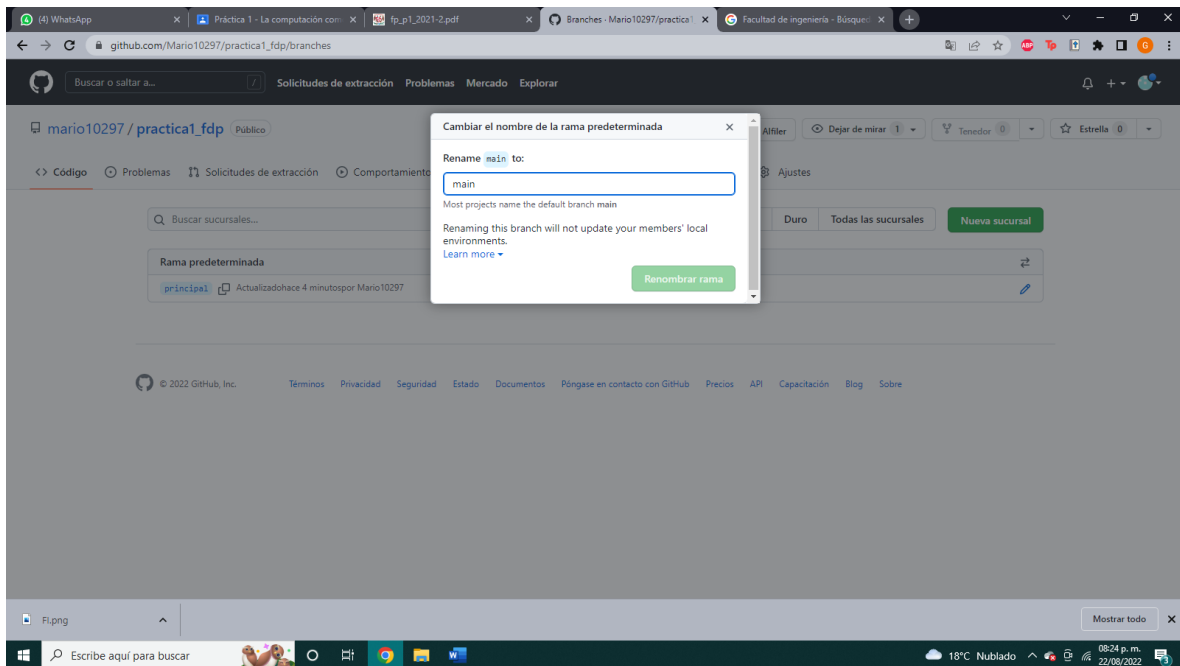 (4) WhatsApp
Práctica 1 - La computación com
fp_p1_2021-2.pdf
Branches · Mario10297/practica1
Facultad de ingeniería - Búsqued
github.com/Mario10297/practica1_fdp/branches
Buscar o saltar a...
/
Solicitudes de extracción Problemas Mercado Explorar
mario10297 / practica1_fdp Público
Alfiler
Dejar de mirar 1
Tenedor 0
Estrella 0
Código
Problemas
Solicitudes de extracción
Comportamiento
Ajustes
Cambiar el nombre de la rama predeterminada
Rename main to:
main
Most projects name the default branch main
Renaming this branch will not update your members' local
environments.
Learn more
Renombrar rama
Buscar sucursales...
Duro
Todas las sucursales
Nueva sucursal
Rama predeterminada
principal Actualizadohace 4 minutospor Mario10297
© 2022 GitHub, Inc. Términos Privacidad Seguridad Estado Documentos Póngase en contacto con GitHub Precios API Capacitación Blog Sobre
FI.png
Mostrar todo
Escribe aquí para buscar
18°C Nublado
08:24 p. m.
22/08/2022